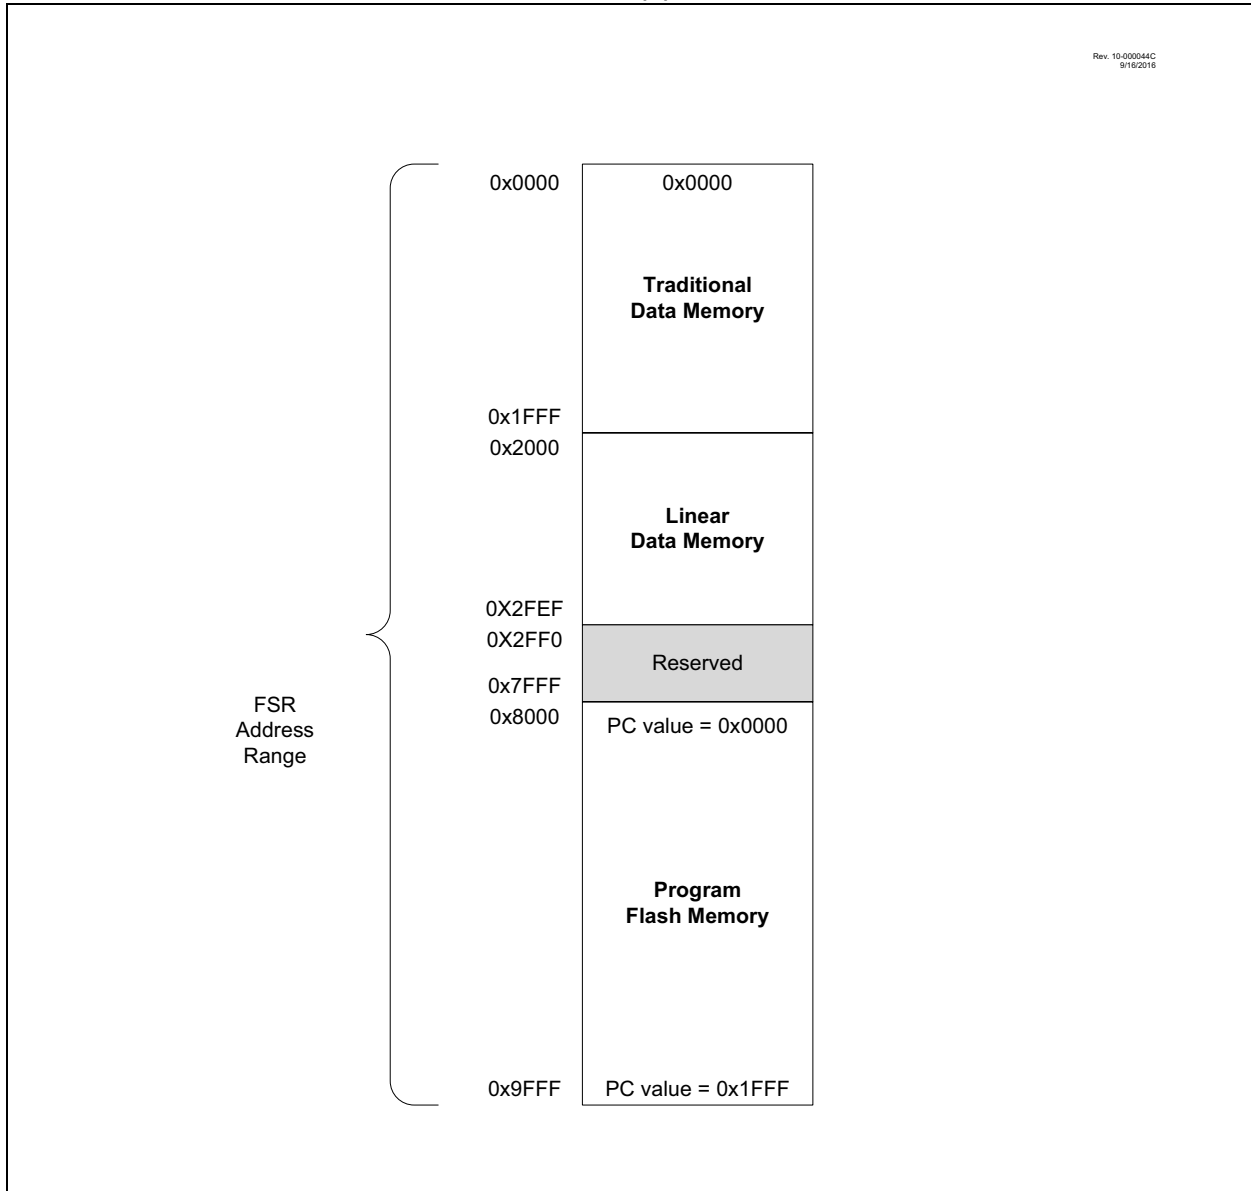 Rev. 10-000044C
9/16/2016
0x0000
0x0000
Traditional
Data Memory
0x1FFF
0x2000
Linear
Data Memory
0X2FEF
0X2FF0
Reserved
0x7FFF
0x8000
PC value = 0x0000
FSR
Address
Range
Program
Flash Memory
0x9FFF
PC value = 0x1FFF